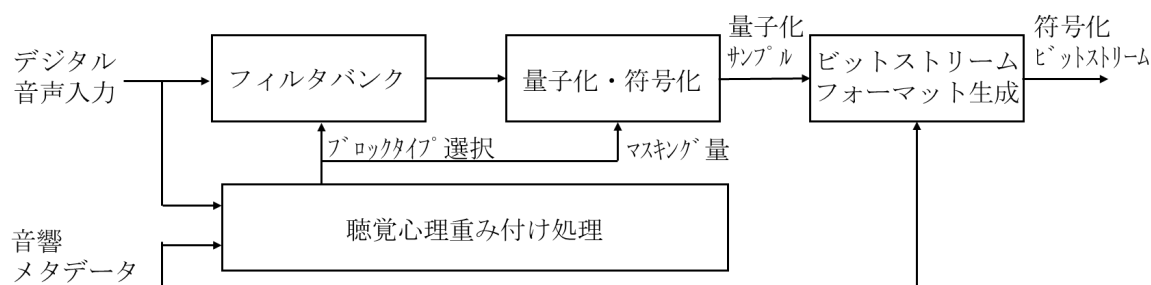 デジタル
音声入力
フィルタバンク
量子化・符号化
量子化
ｻﾝﾌﾟﾙ
ビットストリーム
フォーマット生成
符号化
ﾋﾞｯﾄｽﾄﾘｰﾑ
ﾌﾞﾛｯｸﾀｲﾌﾟ選択
ﾏｽｷﾝｸﾞ量
聴覚心理重み付け処理
音響
メタデータ